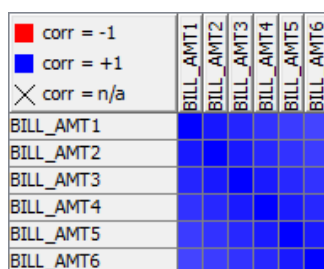 corr = -1
corr = +1
corr = n/a
BILL_AMT1
BILL_AMT2
BILL_AMT3
BILL_AMT4
BILL_AMT5
BILL_AMT6
BILL_AMT1
BILL_AMT2
BILL_AMT3
BILL_AMT4
BILL_AMT5
BILL_AMT6